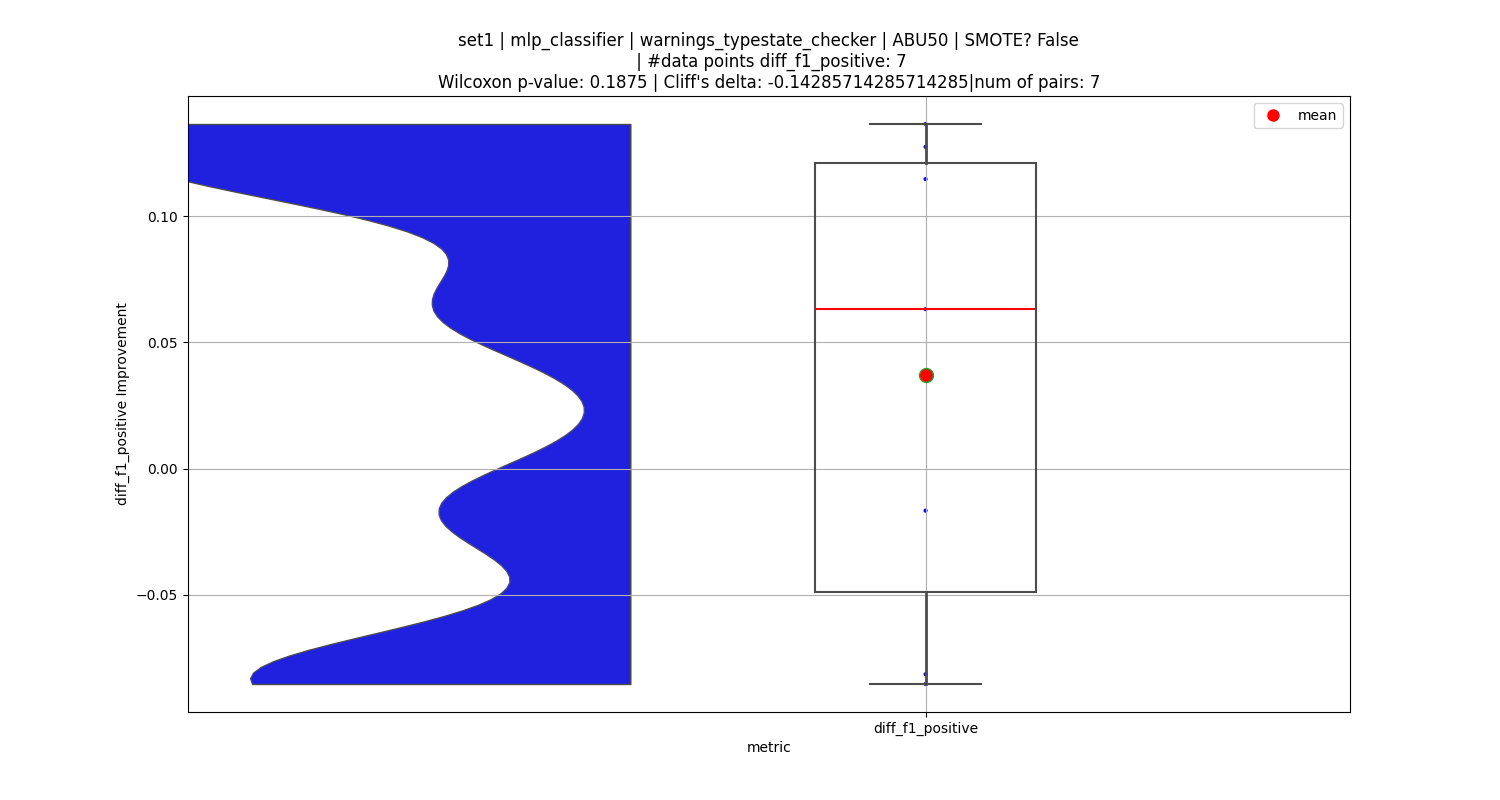 set1 | mlp_classifier | warnings_typestate_checker | ABU50 | SMOTE? False
| #data points diff_f1_positive: 7
Wilcoxon p-value: 0.1875 | Cliff's delta: -0.14285714285714285|num of pairs: 7
mean
0.10
0.05
0.00
−0.05
diff_f1_positive Improvement
diff_f1_positive
metric